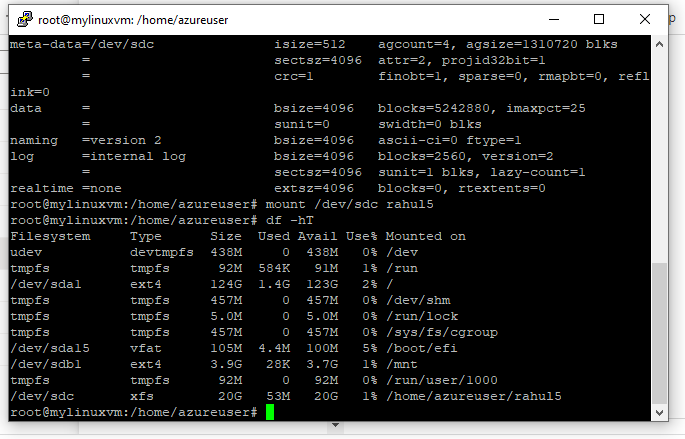 root@mylinuxvm: /home/azureuser
meta-data=/dev/sdc               isize=512    agcount=4, agsize=1310720 blks
         =                       sectsz=4096  attr=2, projid32bit=1
         =                       crc=1        finobt=1, sparse=0, rmapbt=0, refl
ink=0
data     =                       bsize=4096   blocks=5242880, imaxpct=25
         =                       sunit=0      swidth=0 blks
naming   =version 2              bsize=4096   ascii-ci=0 ftype=1
log      =internal log           bsize=4096   blocks=2560, version=2
         =                       sectsz=4096  sunit=1 blks, lazy-count=1
realtime =none                   extsz=4096   blocks=0, rtextents=0
root@mylinuxvm:/home/azureuser# mount /dev/sdc rahul5
root@mylinuxvm:/home/azureuser# df -hT
Filesystem     Type      Size  Used Avail Use% Mounted on
udev           devtmpfs  438M     0  438M   0% /dev
tmpfs          tmpfs      92M  584K   91M   1% /run
/dev/sda1      ext4      124G  1.4G  123G   2% /
tmpfs          tmpfs     457M     0  457M   0% /dev/shm
tmpfs          tmpfs     5.0M     0  5.0M   0% /run/lock
tmpfs          tmpfs     457M     0  457M   0% /sys/fs/cgroup
/dev/sda15     vfat      105M  4.4M  100M   5% /boot/efi
/dev/sdb1      ext4      3.9G   28K  3.7G   1% /mnt
tmpfs          tmpfs      92M     0   92M   0% /run/user/1000
/dev/sdc       xfs        20G   53M   20G   1% /home/azureuser/rahul5
root@mylinuxvm:/home/azureuser#